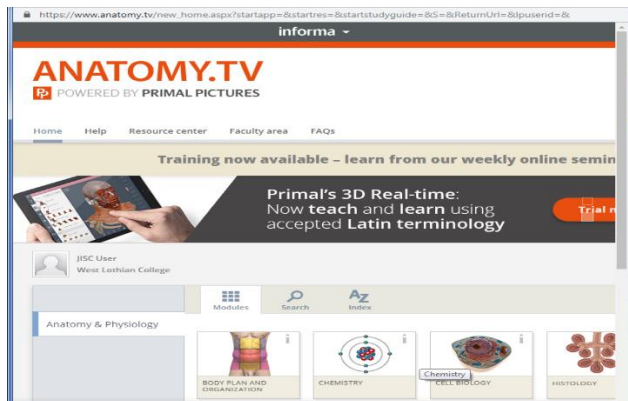 https://www.anatomy.tv/new_home.aspx?startapp=&startres=&startstudyguide=&S=&ReturnUrl=&lpuserid=&
informa
ANATOMY.TV
POWERED BY PRIMAL PICTURES
Home Help Resource center Faculty area FAQs
Training now available – learn from our weekly online semin
Primal's 3D Real-time:
Now teach and learn using
accepted Latin terminology
Trial n
JISC User
West Lothian College
Modules Search Index
AZ
Anatomy & Physiology
Chemistry
BODY PLAN AND
ORGANIZATION
CHEMISTRY
CELL BIOLOGY
HISTOLOGY